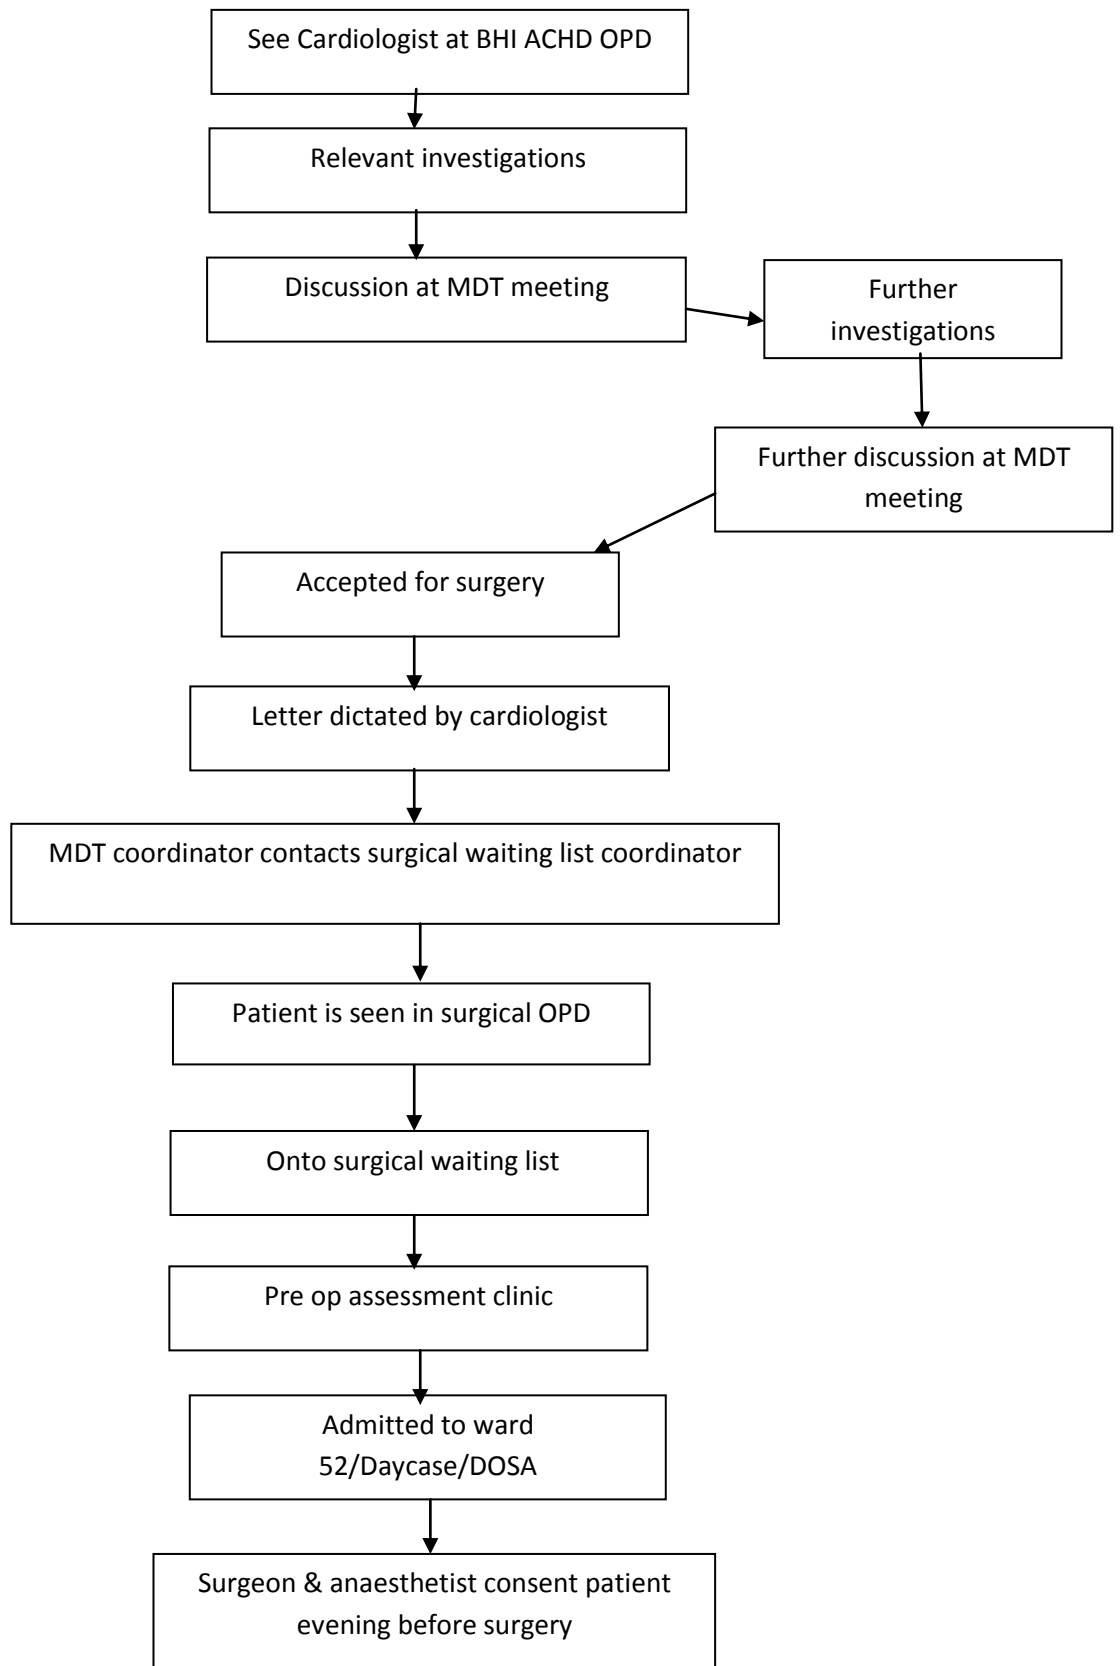 See Cardiologist at BHI ACHD OPD
Relevant investigations
Discussion at MDT meeting
Further
investigations
Further discussion at MDT
meeting
Accepted for surgery
Letter dictated by cardiologist
MDT coordinator contacts surgical waiting list coordinator
Patient is seen in surgical OPD
Onto surgical waiting list
Pre op assessment clinic
Admitted to ward
52/Daycase/DOSA
Surgeon & anaesthetist consent patient
evening before surgery